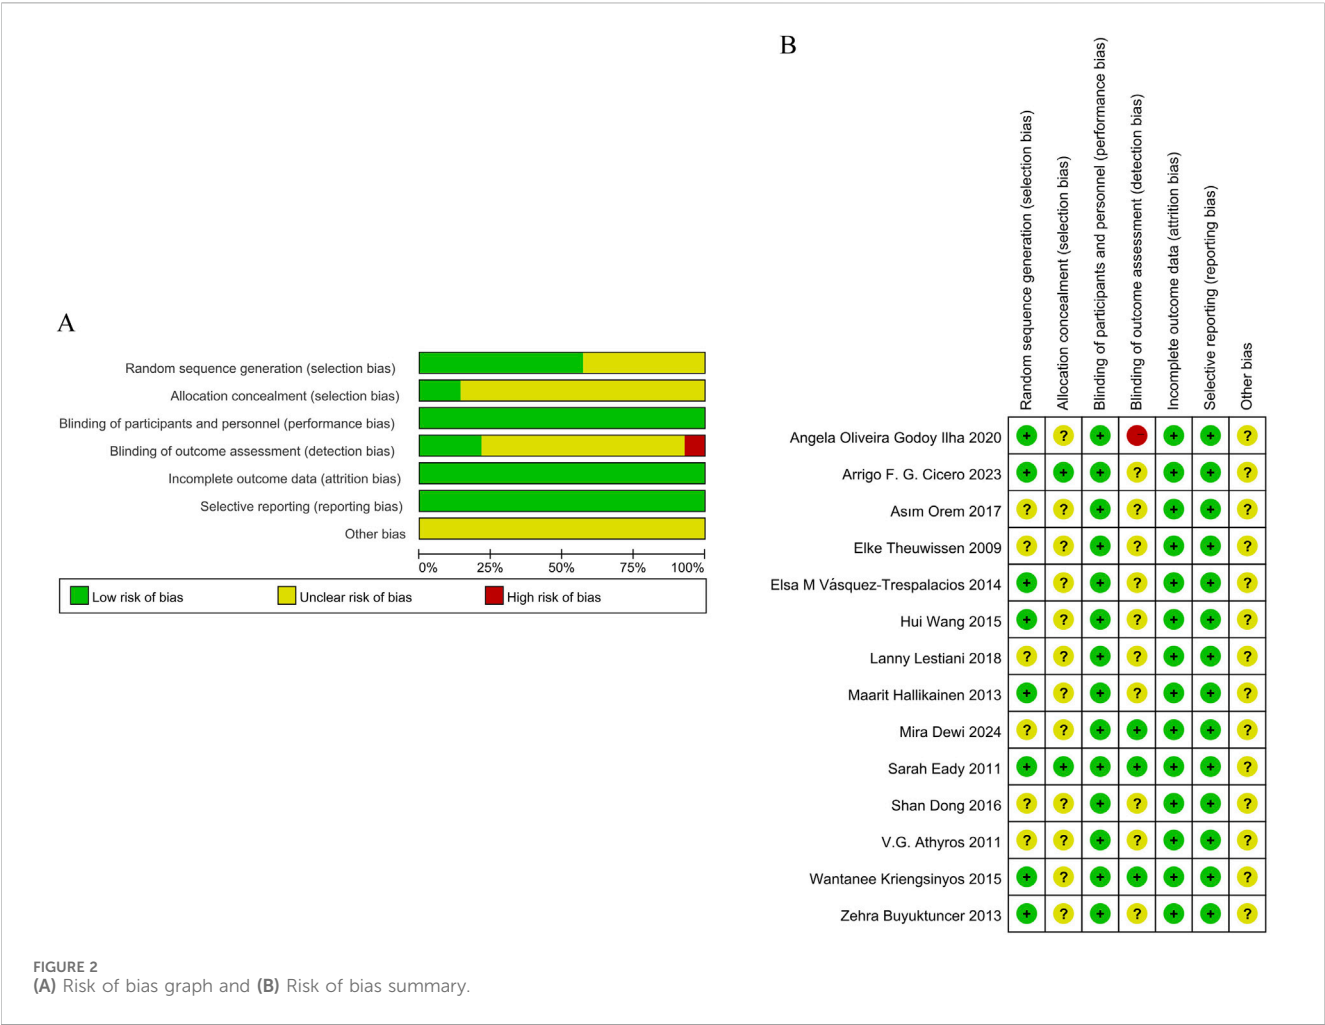 A
Random sequence generation (selection bias)
Allocation concealment (selection bias)
Blinding of participants and personnel (performance bias)
Blinding of outcome assessment (detection bias)
Incomplete outcome data (attrition bias)
Selective reporting (reporting bias)
Other bias
0% 25% 50% 75% 100%
Low risk of bias Unclear risk of bias High risk of bias
B
Random sequence generation (selection bias)
Allocation concealment (selection bias)
Blinding of participants and personnel (performance bias)
Blinding of outcome assessment (detection bias)
Incomplete outcome data (attrition bias)
Selective reporting (reporting bias)
Other bias
Angela Oliveira Godoy Ilha 2020 + ? + - + + ?
Arrigo F. G. Cicero 2023 + + + ? + + ?
Asım Orem 2017 ? ? + ? + + ?
Elke Theuwissen 2009 ? ? + ? + + ?
Elsa M Vásquez-Trespalacios 2014 + ? + ? + + ?
Hui Wang 2015 + ? + ? + + ?
Lanny Lestiani 2018 ? ? + ? + + ?
Maarit Hallikainen 2013 + ? + ? + + ?
Mira Dewi 2024 ? ? + + + + ?
Sarah Eady 2011 + + + + + + ?
Shan Dong 2016 ? ? + ? + + ?
V.G. Athyros 2011 ? ? + ? + + ?
Wantanee Kriengsinyos 2015 + ? + + + + ?
Zehra Buyuktuncer 2013 + ? + ? + + ?
FIGURE 2
(A) Risk of bias graph and (B) Risk of bias summary.